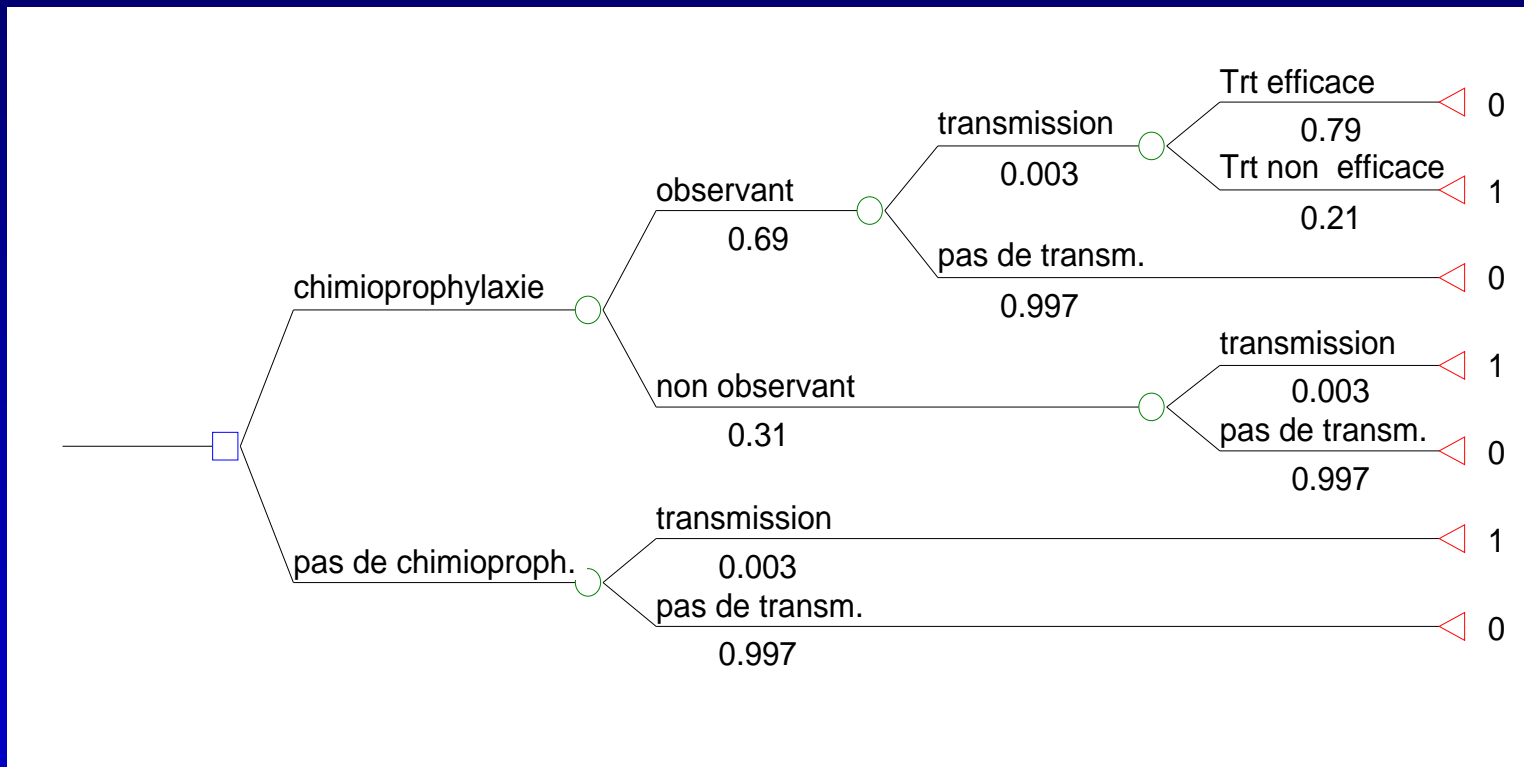 Trt efficace
0
0.79
transmission
0.003
Trt non  efficace
1
0.21
observant
0.69
pas de transm.
0
0.997
chimioprophylaxie
transmission
1
0.003
non observant
0.31
pas de transm.
0
0.997
transmission
1
0.003
pas de chimioproph.
pas de transm.
0
0.997